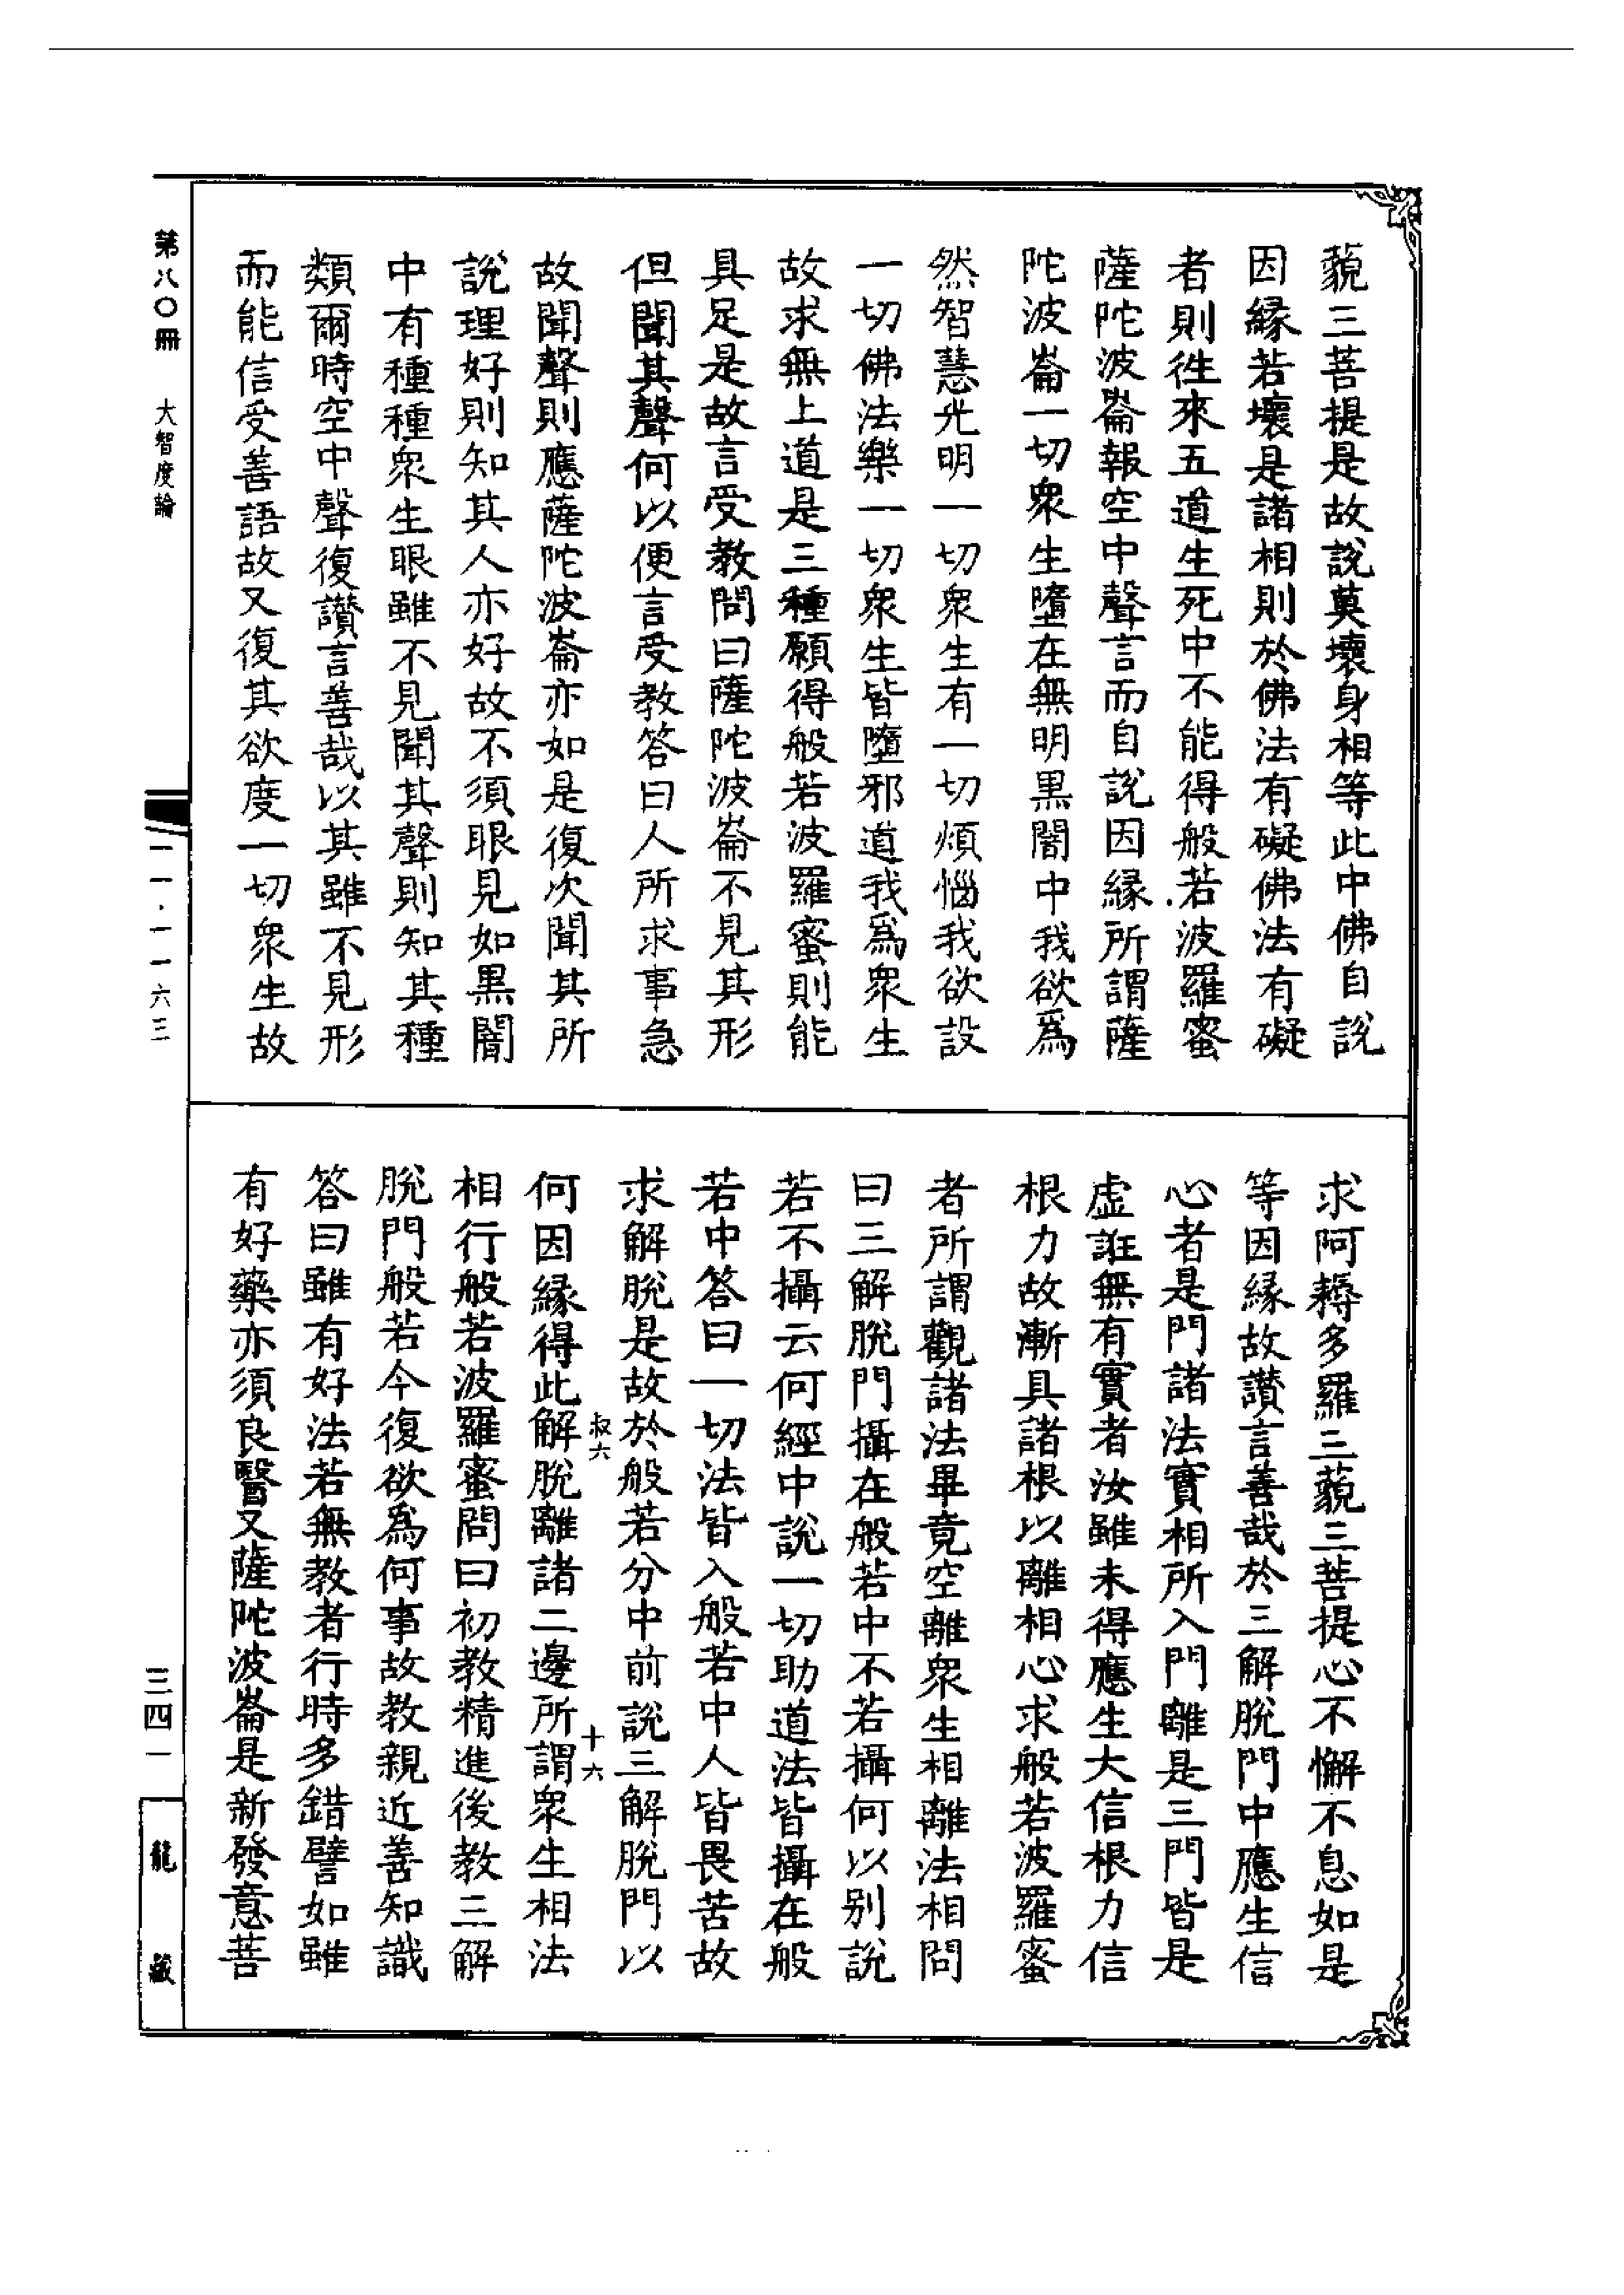 藐三菩提是故說莫壞身相等此中佛自說
因緣若壞是諸相則於佛法有礙佛法有礙
者則徃來五道生死中不能得般若波羅蜜
薩陀波崙報空中聲言而自說因緣所謂薩
陀波崙一切衆生墮在無明黑闇中我欲爲
然智慧光明一切衆生有一切煩惱我欲設
一切佛法樂一切衆生皆墮邪道我爲衆生
故求無上道是三種願得般若波羅蜜則能
具足是故言受教問曰薩陀波崙不見其形
但聞其聲何以便言受教答曰人所求事急
故聞聲則應薩陀波崙亦如是復次聞其所
說理好則知其人亦好故不須眼見如黑闇
中有種種衆生眼雖不見聞其聲則知其種
類爾時空中聲復讚言善哉以其雖不見形
而能信受善語故又復其欲度一切衆生故
求阿耨多羅三藐三菩提心不懈不息如是
等因緣故讚言善哉於三解脫門中應生信
心者是門諸法實相所入門離是三門皆是
虛誑無有實者汝雖未得應生大信根力信
根力故漸具諸根以離相心求般若波羅蜜
者所謂觀諸法畢竟空離衆生相離法相問
曰三解脫門攝在般若中不若攝何以别說
若不攝云何經中說一切助道法皆攝在般
若中答曰一切法皆入般若中人皆畏苦故
求解脫是故於般若分中前說三解脫門以
叔六
十六
何因緣得此解脫離諸二邊所謂衆生相法
相行般若波羅蜜問曰初教精進後教三解
脫門般若今復欲爲何事故教親近善知識
答曰雖有好法若無教者行時多錯譬如雖
有好藥亦須良醫又薩陀波崙是新發意菩
第八〇冊
大智度論
一一·一一六三
三四一
龍藏